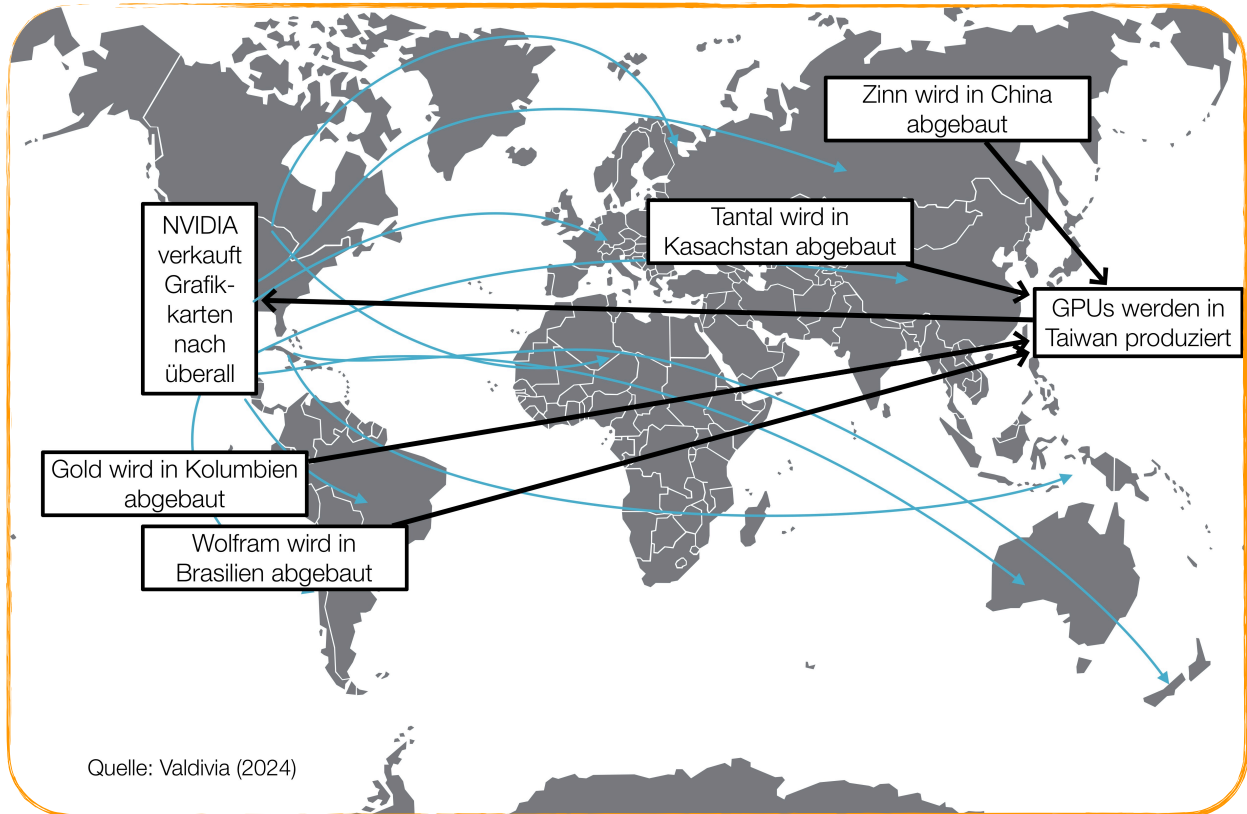 Zinn wird in China
abgebaut
Tantal wird in
Kasachstan abgebaut
NVIDIA
verkauft
Grafik-
karten
nach
überall
GPUs werden in
Taiwan produziert
Gold wird in Kolumbien
abgebaut
Wolfram wird in
Brasilien abgebaut
Quelle: Valdivia (2024)